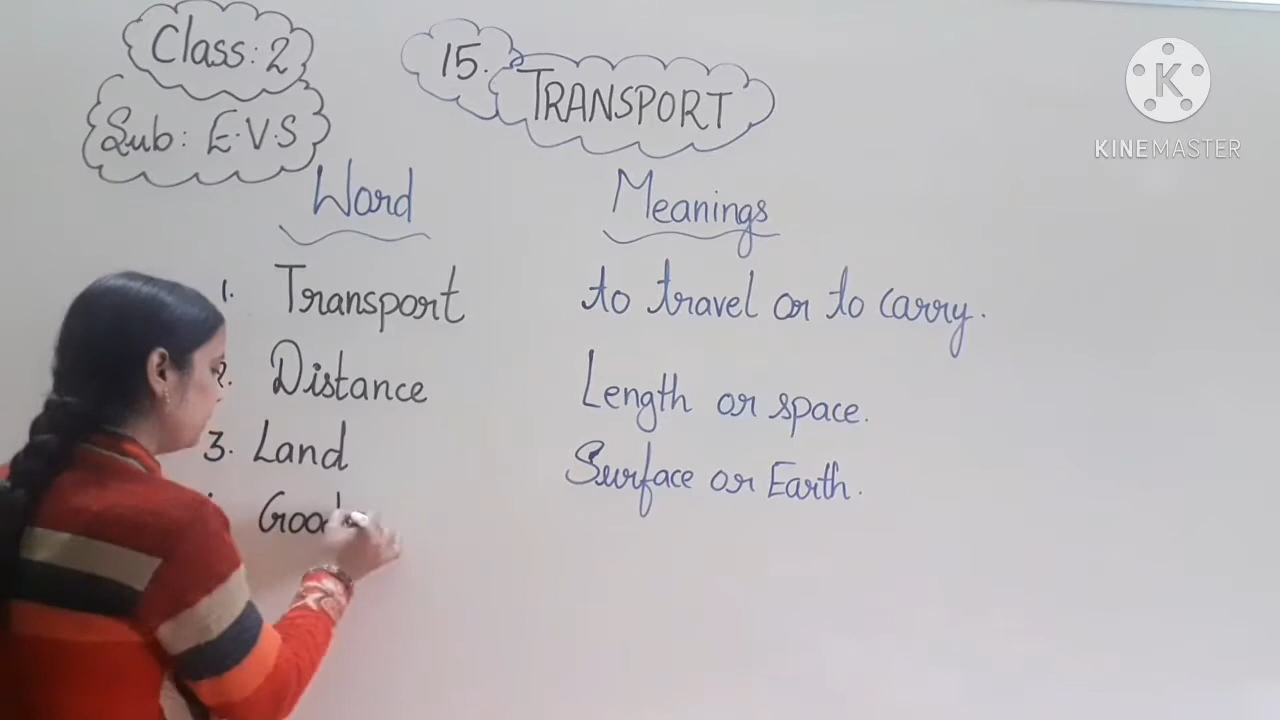 Class: 2
Sub: E.V.S
15. TRANSPORT
K
KINEMASTER
Word Meanings
1. Transport to travel or to carry.
2. Distance Length or space.
3. Land Surface or Earth.